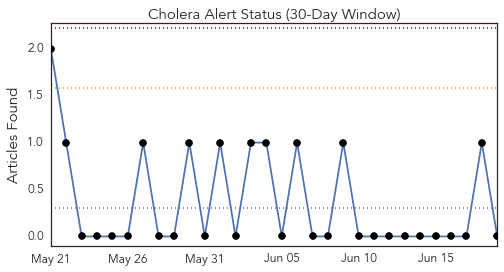 Cholera Alert Status (30-Day Window)
Articles Found
2.0
1.5
1.0
0.5
0.0
May 21
May 26
May 31
Jun 05
Jun 10
Jun 15